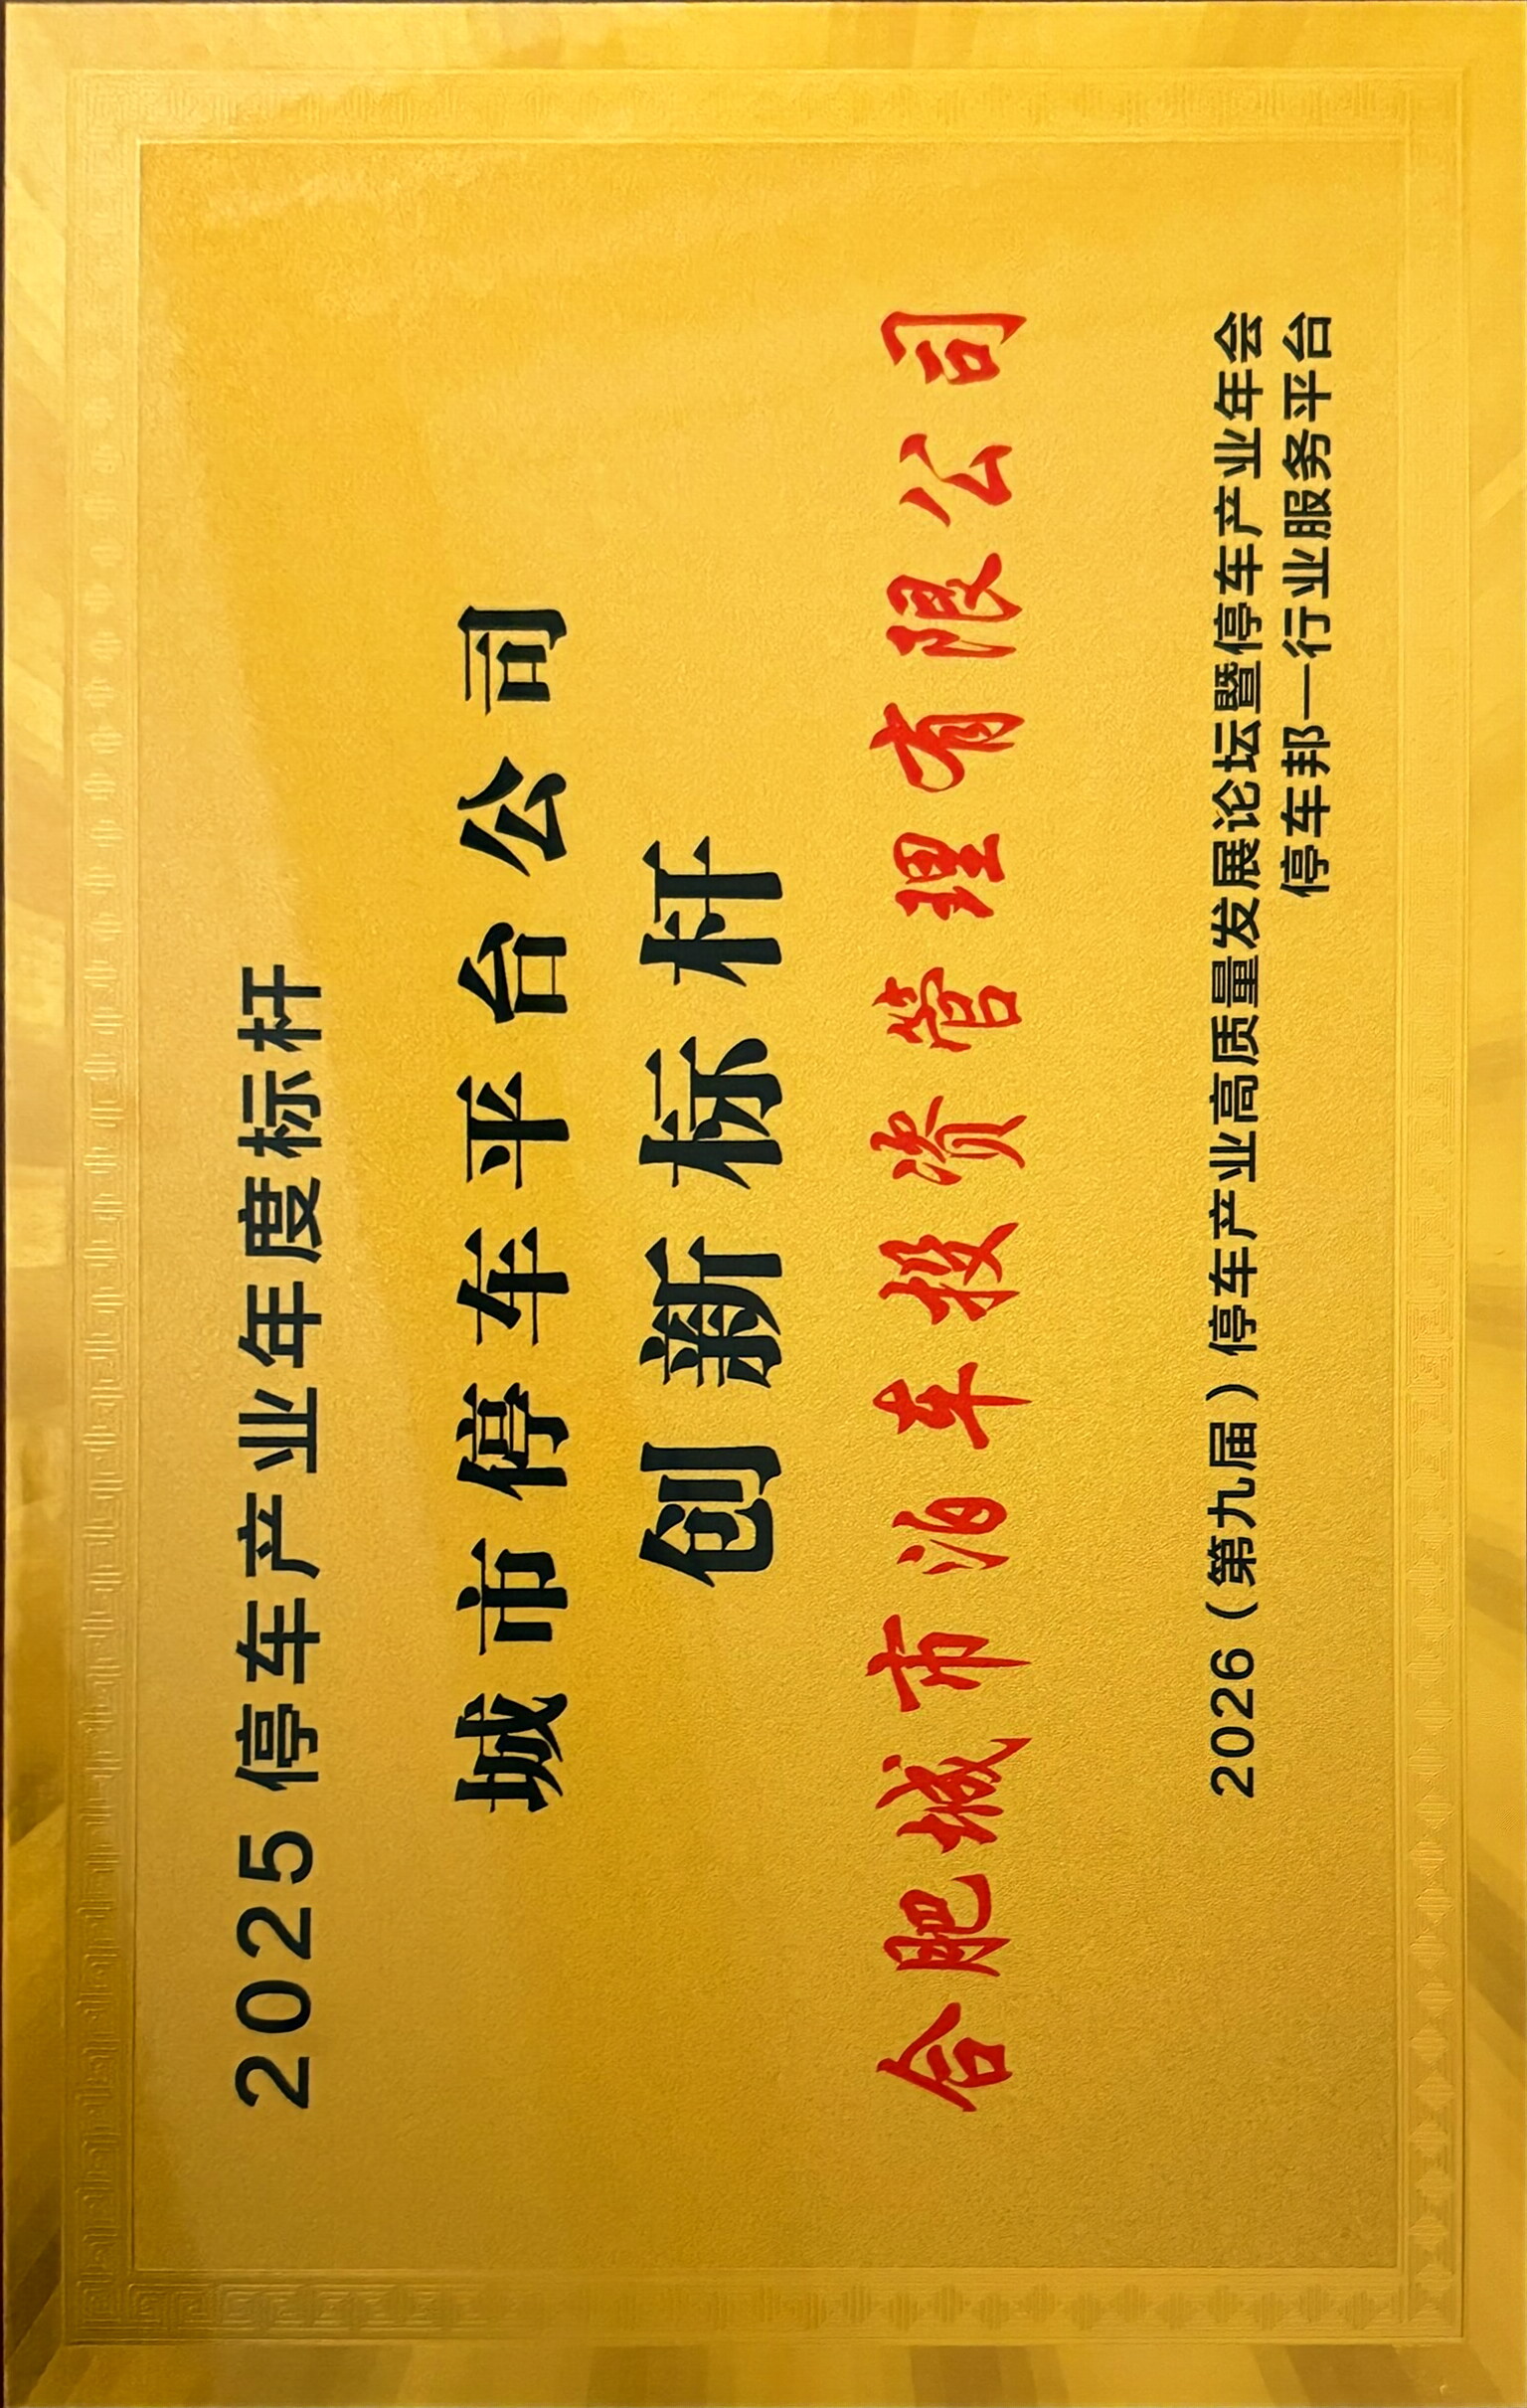 2025停车产业年度标杆
城市停车平台公司
创新标杆
合肥城市泊车投资管理有限公司
2026（第九届）停车产业高质量发展论坛暨停车产业年会
停车邦—行业服务平台